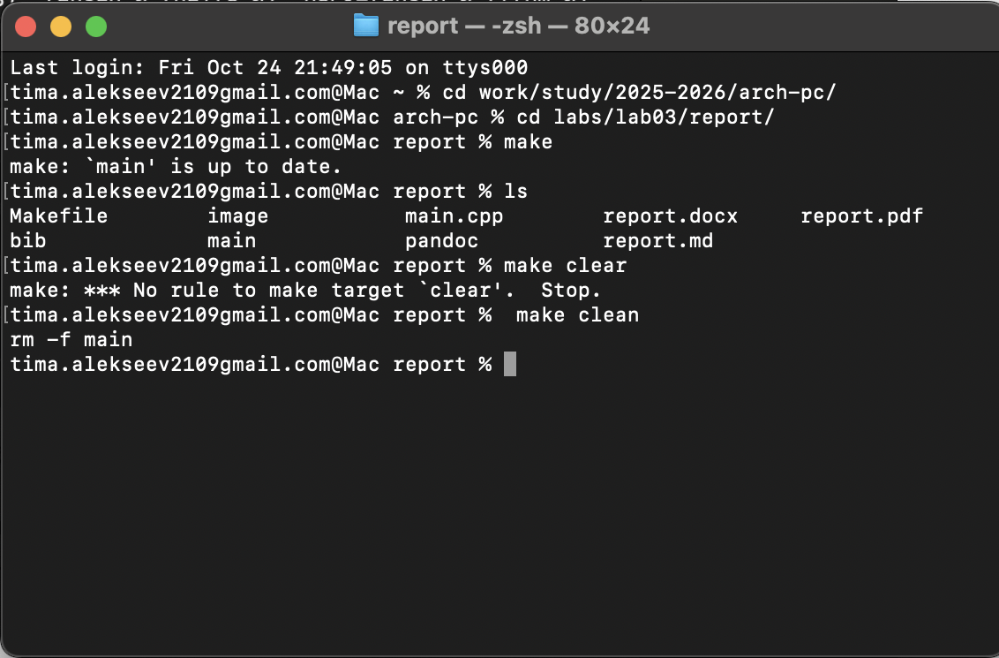 report — -zsh — 80×24
Last login: Fri Oct 24 21:49:05 on ttys000
[tima.alekseev2109gmail.com@Mac ~ % cd work/study/2025-2026/arch-pc/
[tima.alekseev2109gmail.com@Mac arch-pc % cd labs/lab03/report/
[tima.alekseev2109gmail.com@Mac report % make
make: `main' is up to date.
[tima.alekseev2109gmail.com@Mac report % ls
Makefile        image           main.cpp        report.docx     report.pdf
bib             main            pandoc          report.md
[tima.alekseev2109gmail.com@Mac report % make clear
make: *** No rule to make target `clear'.  Stop.
[tima.alekseev2109gmail.com@Mac report %  make clean
rm -f main
tima.alekseev2109gmail.com@Mac report %